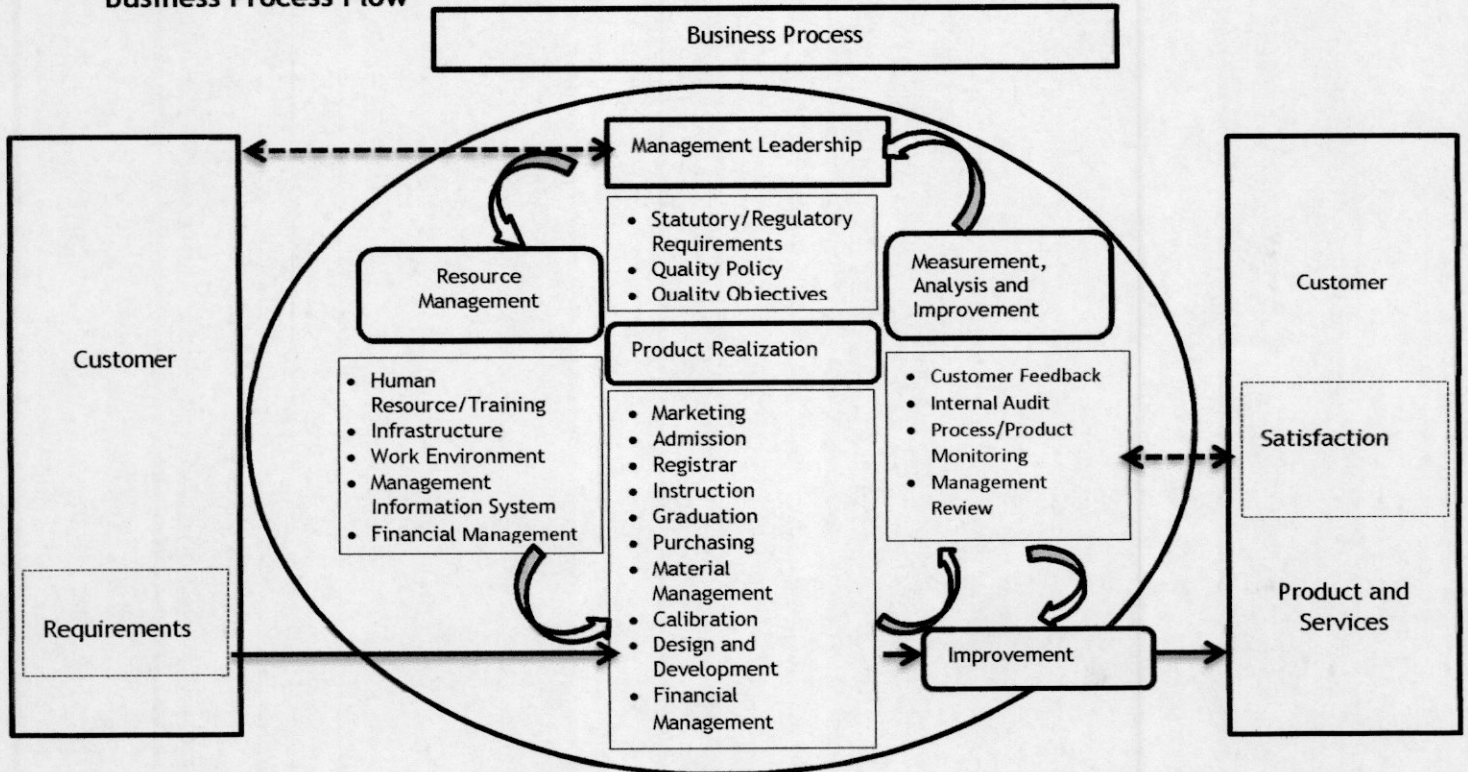 Business Process Flow
Business Process
Management Leadership
• Statutory/Regulatory
Requirements
• Quality Policy
• Quality Objectives
Resource
Management
Measurement,
Analysis and
Improvement
Customer
Requirements
Product Realization
• Human
Resource/Training
• Infrastructure
• Work Environment
• Management
Information System
• Financial Management
• Marketing
• Admission
• Registrar
• Instruction
• Graduation
• Purchasing
• Material
Management
• Calibration
• Design and
Development
• Financial
Management
• Customer Feedback
• Internal Audit
• Process/Product
Monitoring
• Management
Review
Improvement
Customer
Satisfaction
Product and
Services